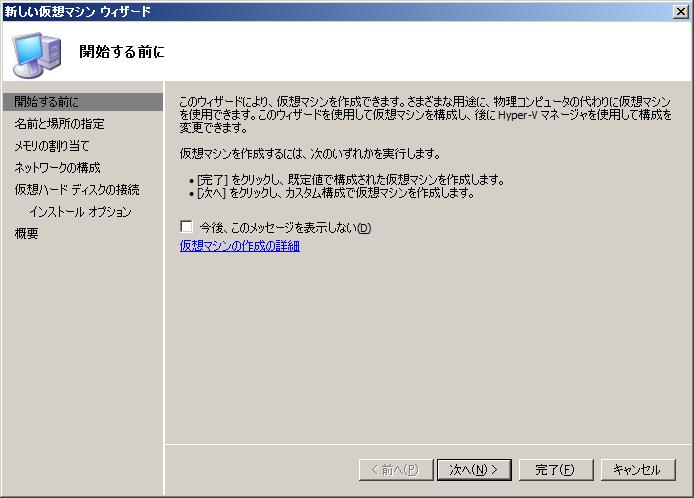 新しい仮想マシン ウィザード
開始する前に
開始する前に
名前と場所の指定
メモリの割り当て
ネットワークの構成
仮想ハード ディスクの接続
インストール オプション
概要
このウィザードにより、仮想マシンを作成できます。さまざまな用途に、物理コンピュータの代わりに仮想マシン
を使用できます。このウィザードを使用して仮想マシンを構成し、後に Hyper-V マネージャを使用して構成を
変更できます。
仮想マシンを作成するには、次のいずれかを実行します。
• [完了] をクリックし、既定値で構成された仮想マシンを作成します。
• [次へ] をクリックし、カスタム構成で仮想マシンを作成します。
今後、このメッセージを表示しない(D)
仮想マシンの作成の詳細
< 前へ(P) 次へ(N) > 完了(F) キャンセル